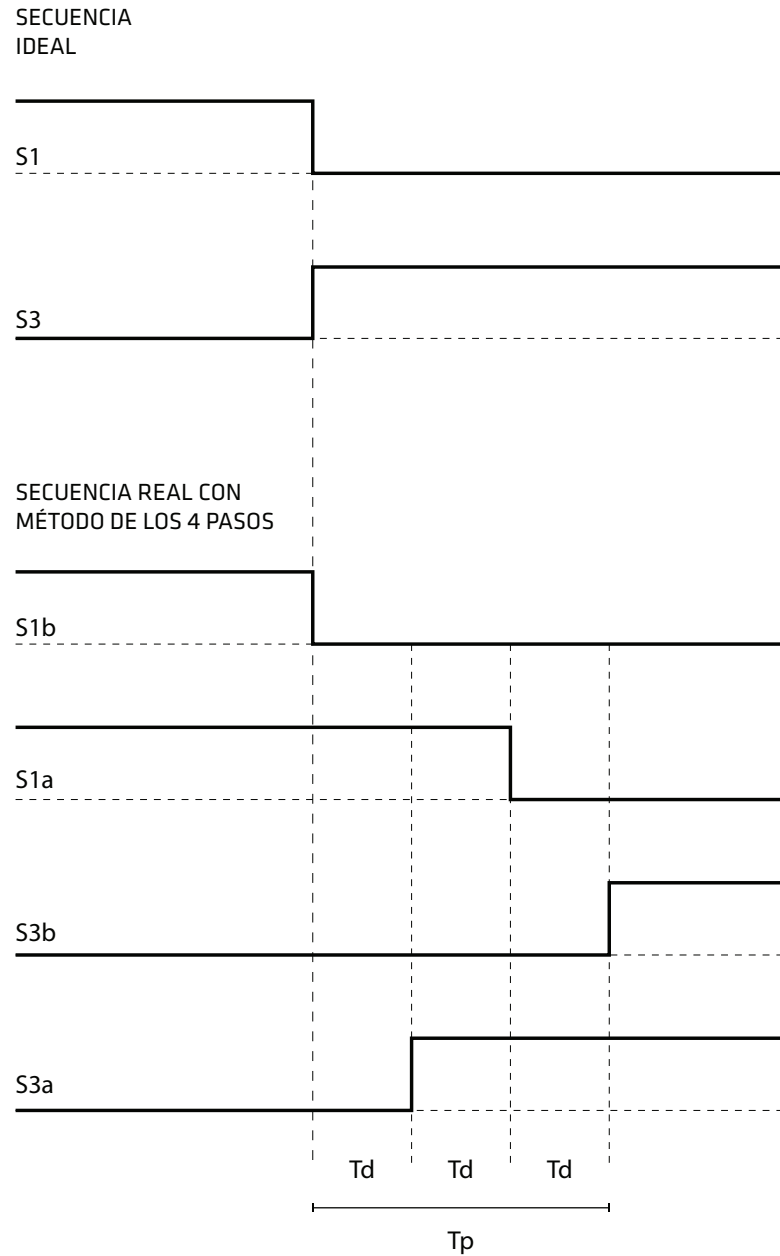 SECUENCIA
IDEAL
S1
S3
SECUENCIA REAL CON
MÉTODO DE LOS 4 PASOS
S1b
S1a
S3b
S3a
Td Td Td
Tp